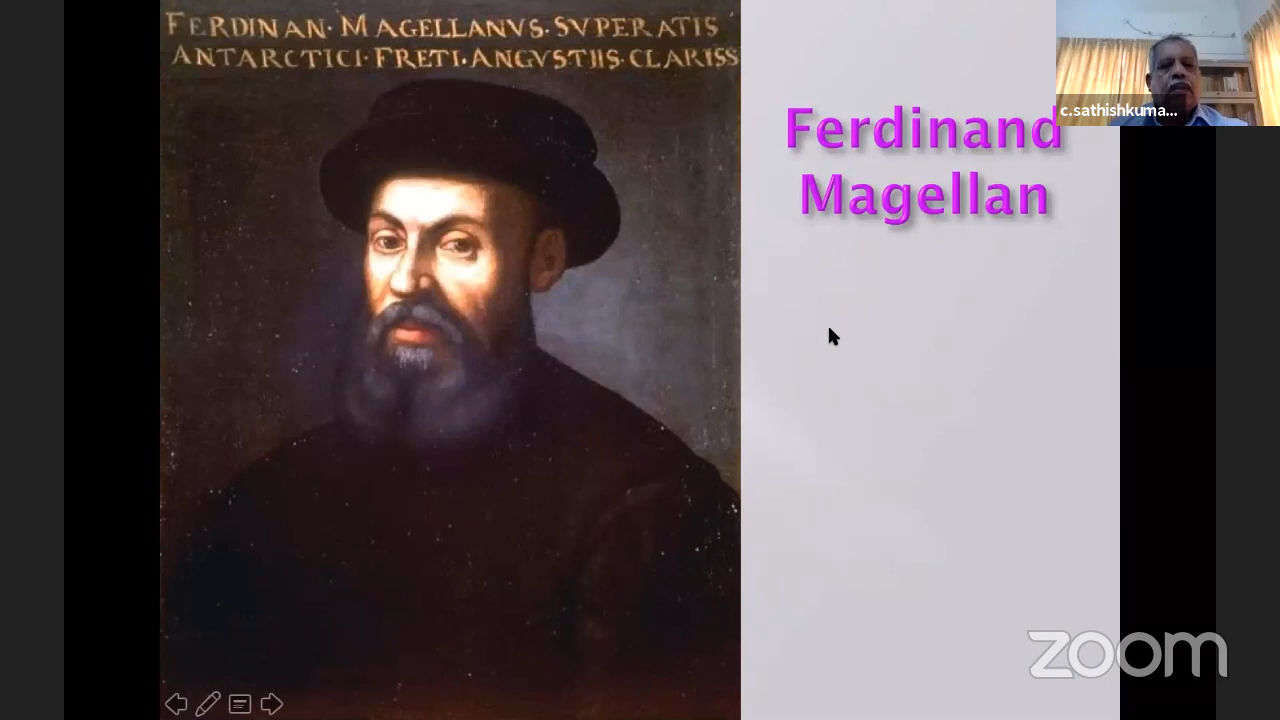 FERDINAN· MAGELLANVS· SVPERATIS
ANTARCTICI· FRETI· ANGVSTIIS· CLARISS
Ferdinand
Magellan
c.sathishkuma...
zoom